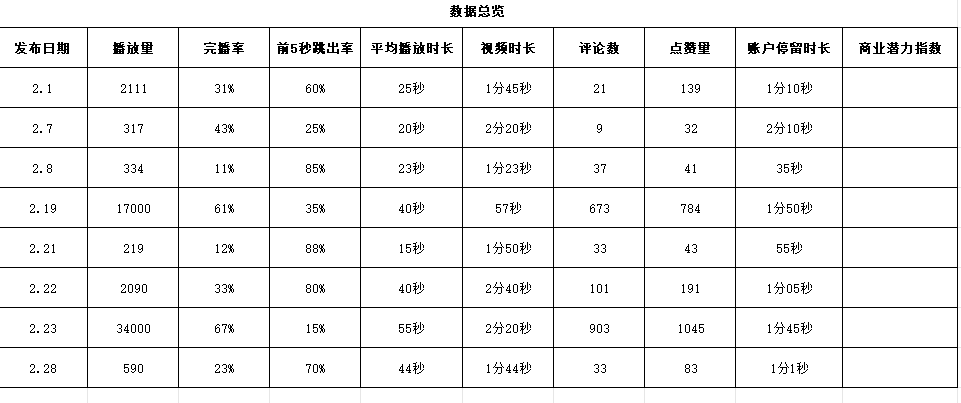 数据总览
发布日期 播放量 完播率 前5秒跳出率 平均播放时长 视频时长 评论数 点赞量 账户停留时长 商业潜力指数
2.1 2111 31% 60% 25秒 1分45秒 21 139 1分10秒
2.7 317 43% 25% 20秒 2分20秒 9 32 2分10秒
2.8 334 11% 85% 23秒 1分23秒 37 41 35秒
2.19 17000 61% 35% 40秒 57秒 673 784 1分50秒
2.21 219 12% 88% 15秒 1分50秒 33 43 55秒
2.22 2090 33% 80% 40秒 2分40秒 101 191 1分05秒
2.23 34000 67% 15% 55秒 2分20秒 903 1045 1分45秒
2.28 590 23% 70% 44秒 1分44秒 33 83 1分1秒